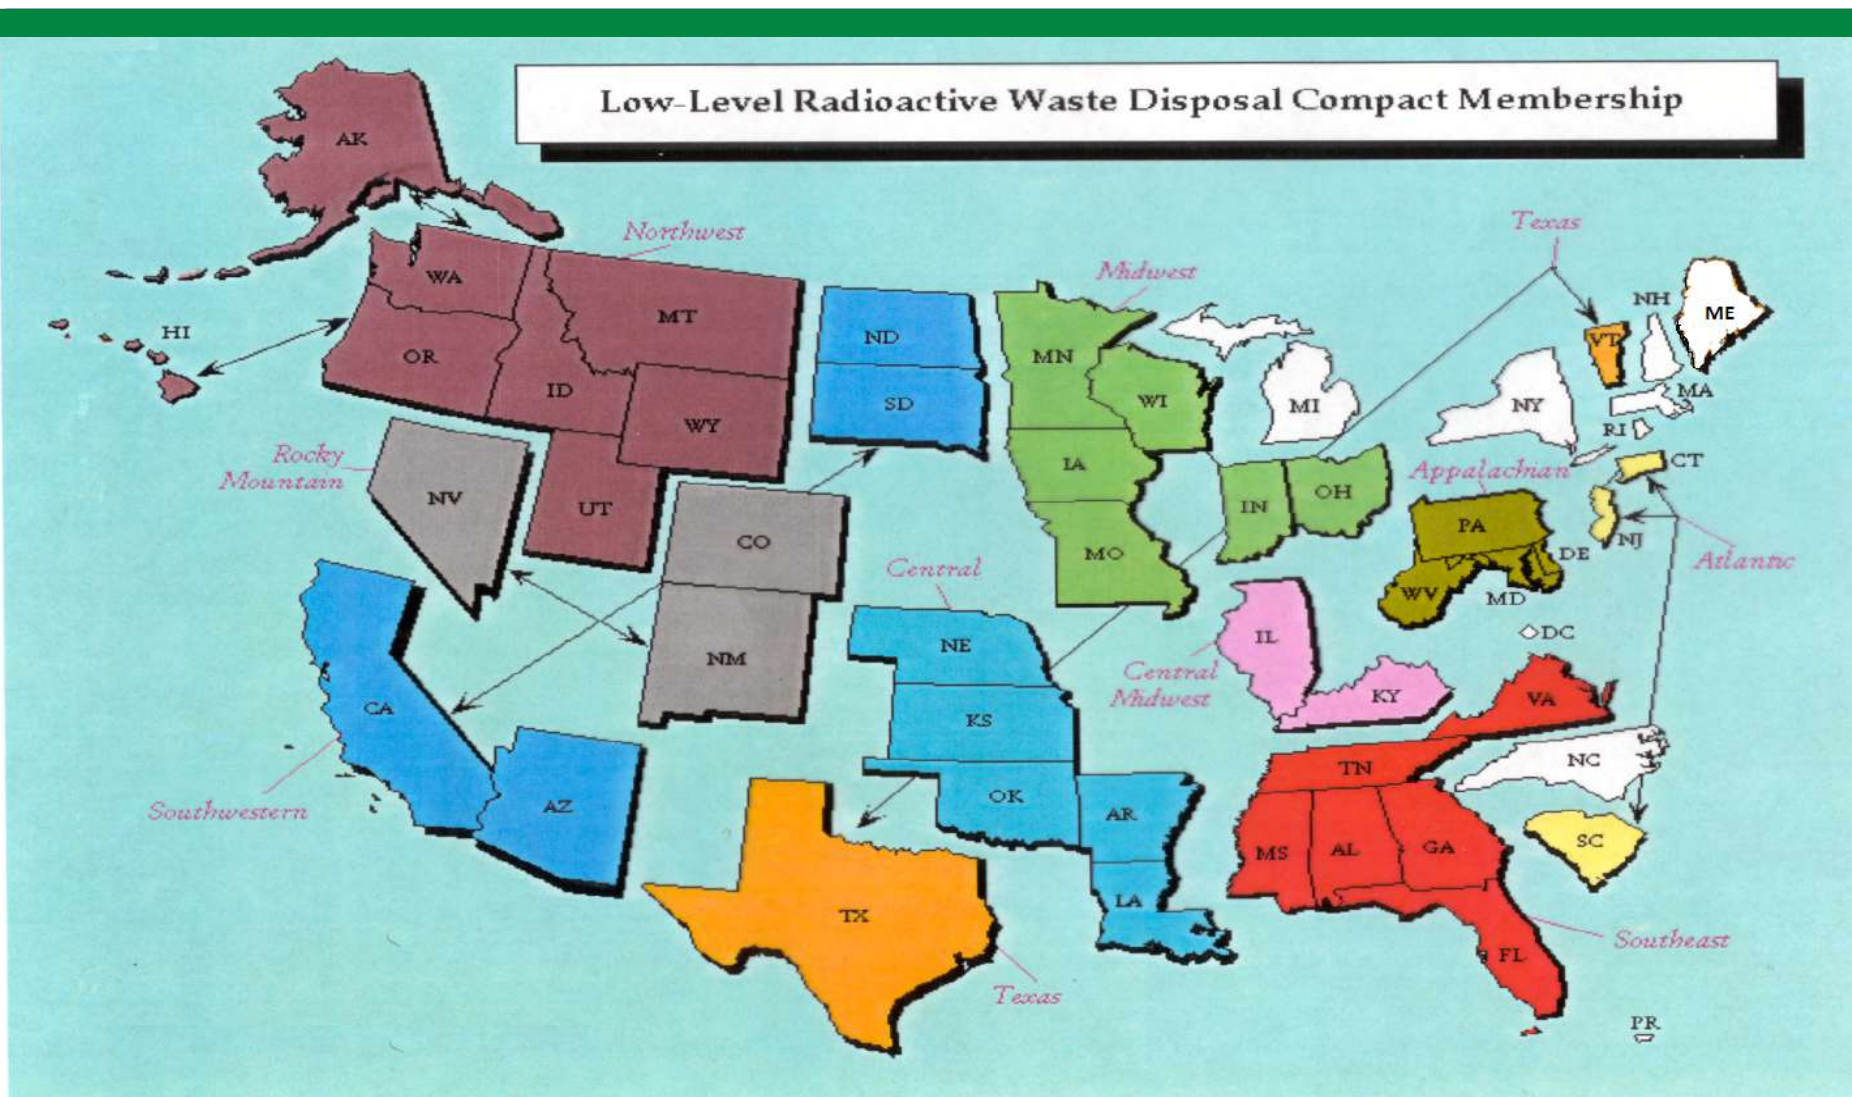 Low-Level Radioactive Waste Disposal Compact Membership
AK
Northwest
Texas
WA
Midwest
HI
MT
ND
NH
ME
OR
MN
VT
ID
SD
WI
MI
NY
MA
WY
RI
Rocky
Mountain
IA
Appalachian
CT
NV
UT
IN
OH
PA
CO
MO
DE
NJ
Atlantic
Central
WV
MD
NM
NE
IL
DC
Central
Midwest
KY
VA
CA
KS
TN
NC
Southwestern
AZ
OK
AR
MS
AL
GA
SC
TX
LA
Southeast
FL
Texas
PR